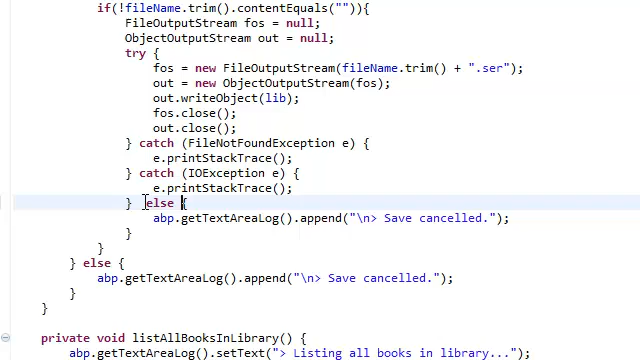 if(!fileName.trim().contentEquals("")){
FileOutputStream fos = null;
ObjectOutputStream out = null;
try {
fos = new FileOutputStream(fileName.trim() + ".ser");
out = new ObjectOutputStream(fos);
out.writeObject(lib);
fos.close();
out.close();
} catch (FileNotFoundException e) {
e.printStackTrace();
} catch (IOException e) {
e.printStackTrace();
} else {
abp.getTextAreaLog().append("\n> Save cancelled.");
}
}
} else {
abp.getTextAreaLog().append("\n> Save cancelled.");
}
}
private void listAllBooksInLibrary() {
abp.getTextAreaLog().setText("> Listing all books in library...");